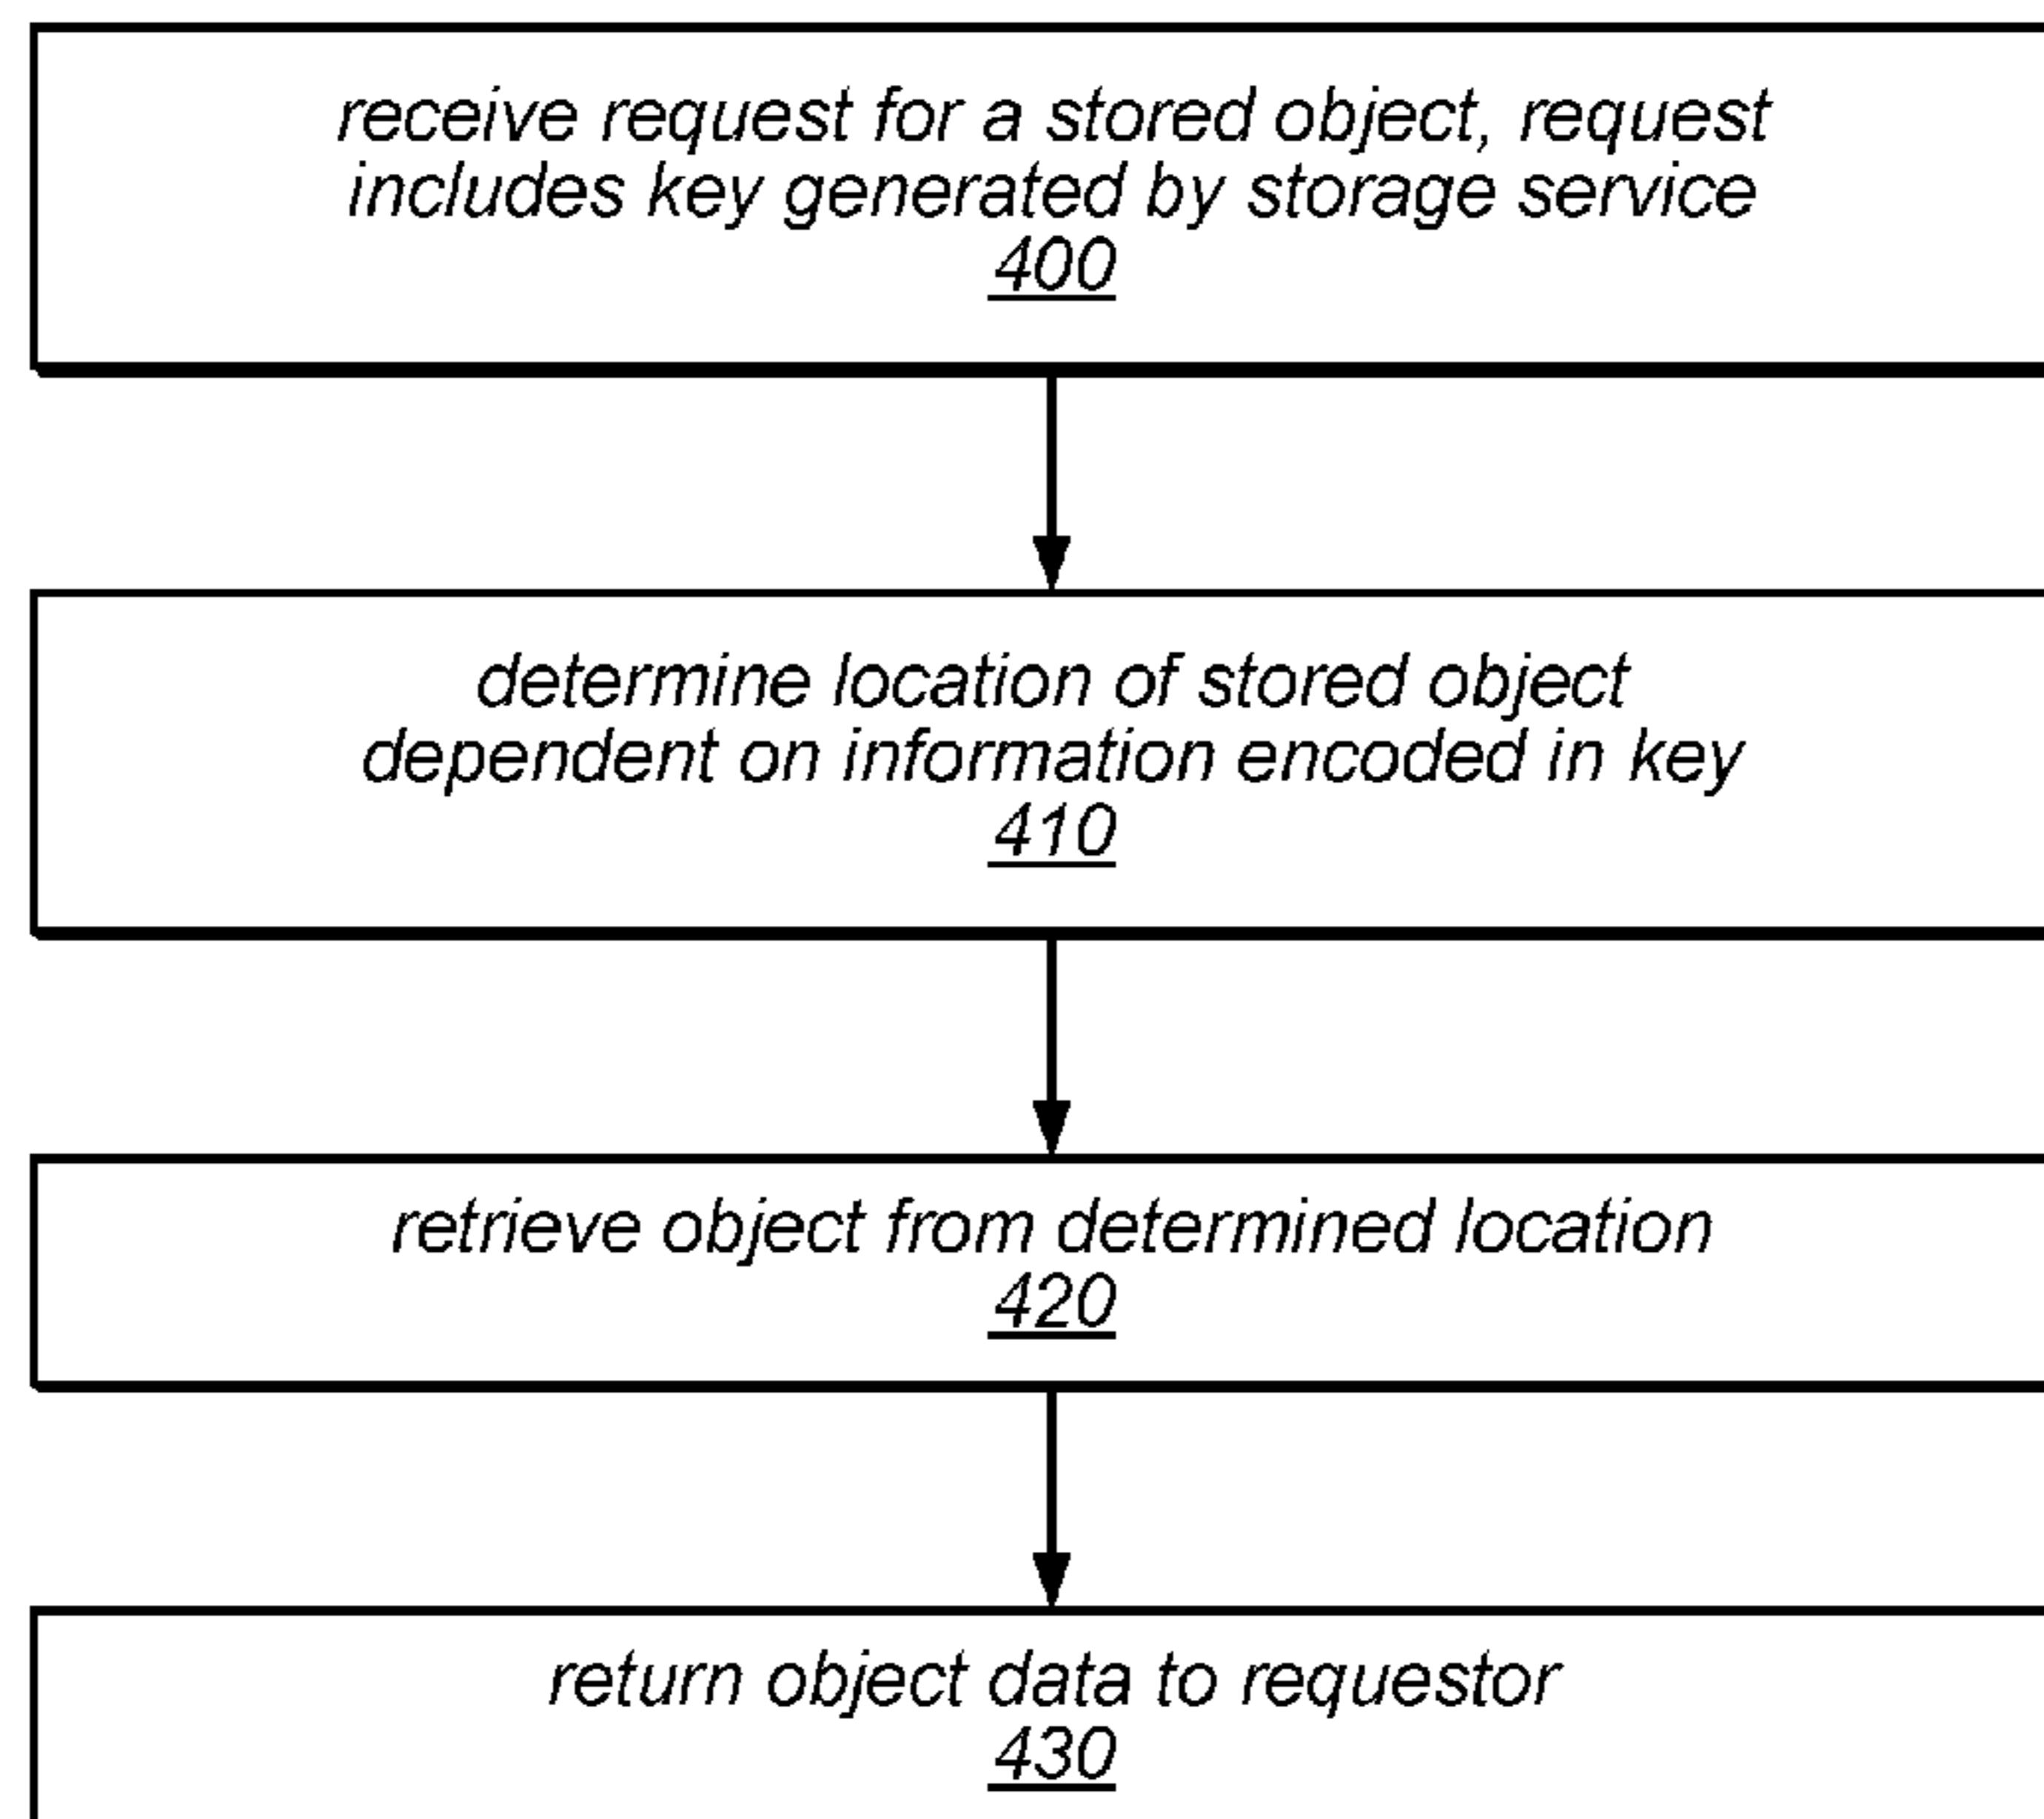 receive request for a stored object, request
includes key generated by storage service
400
determine location of stored object
dependent on information encoded in key
410
retrieve object from determined location
420
return object data to requestor
430